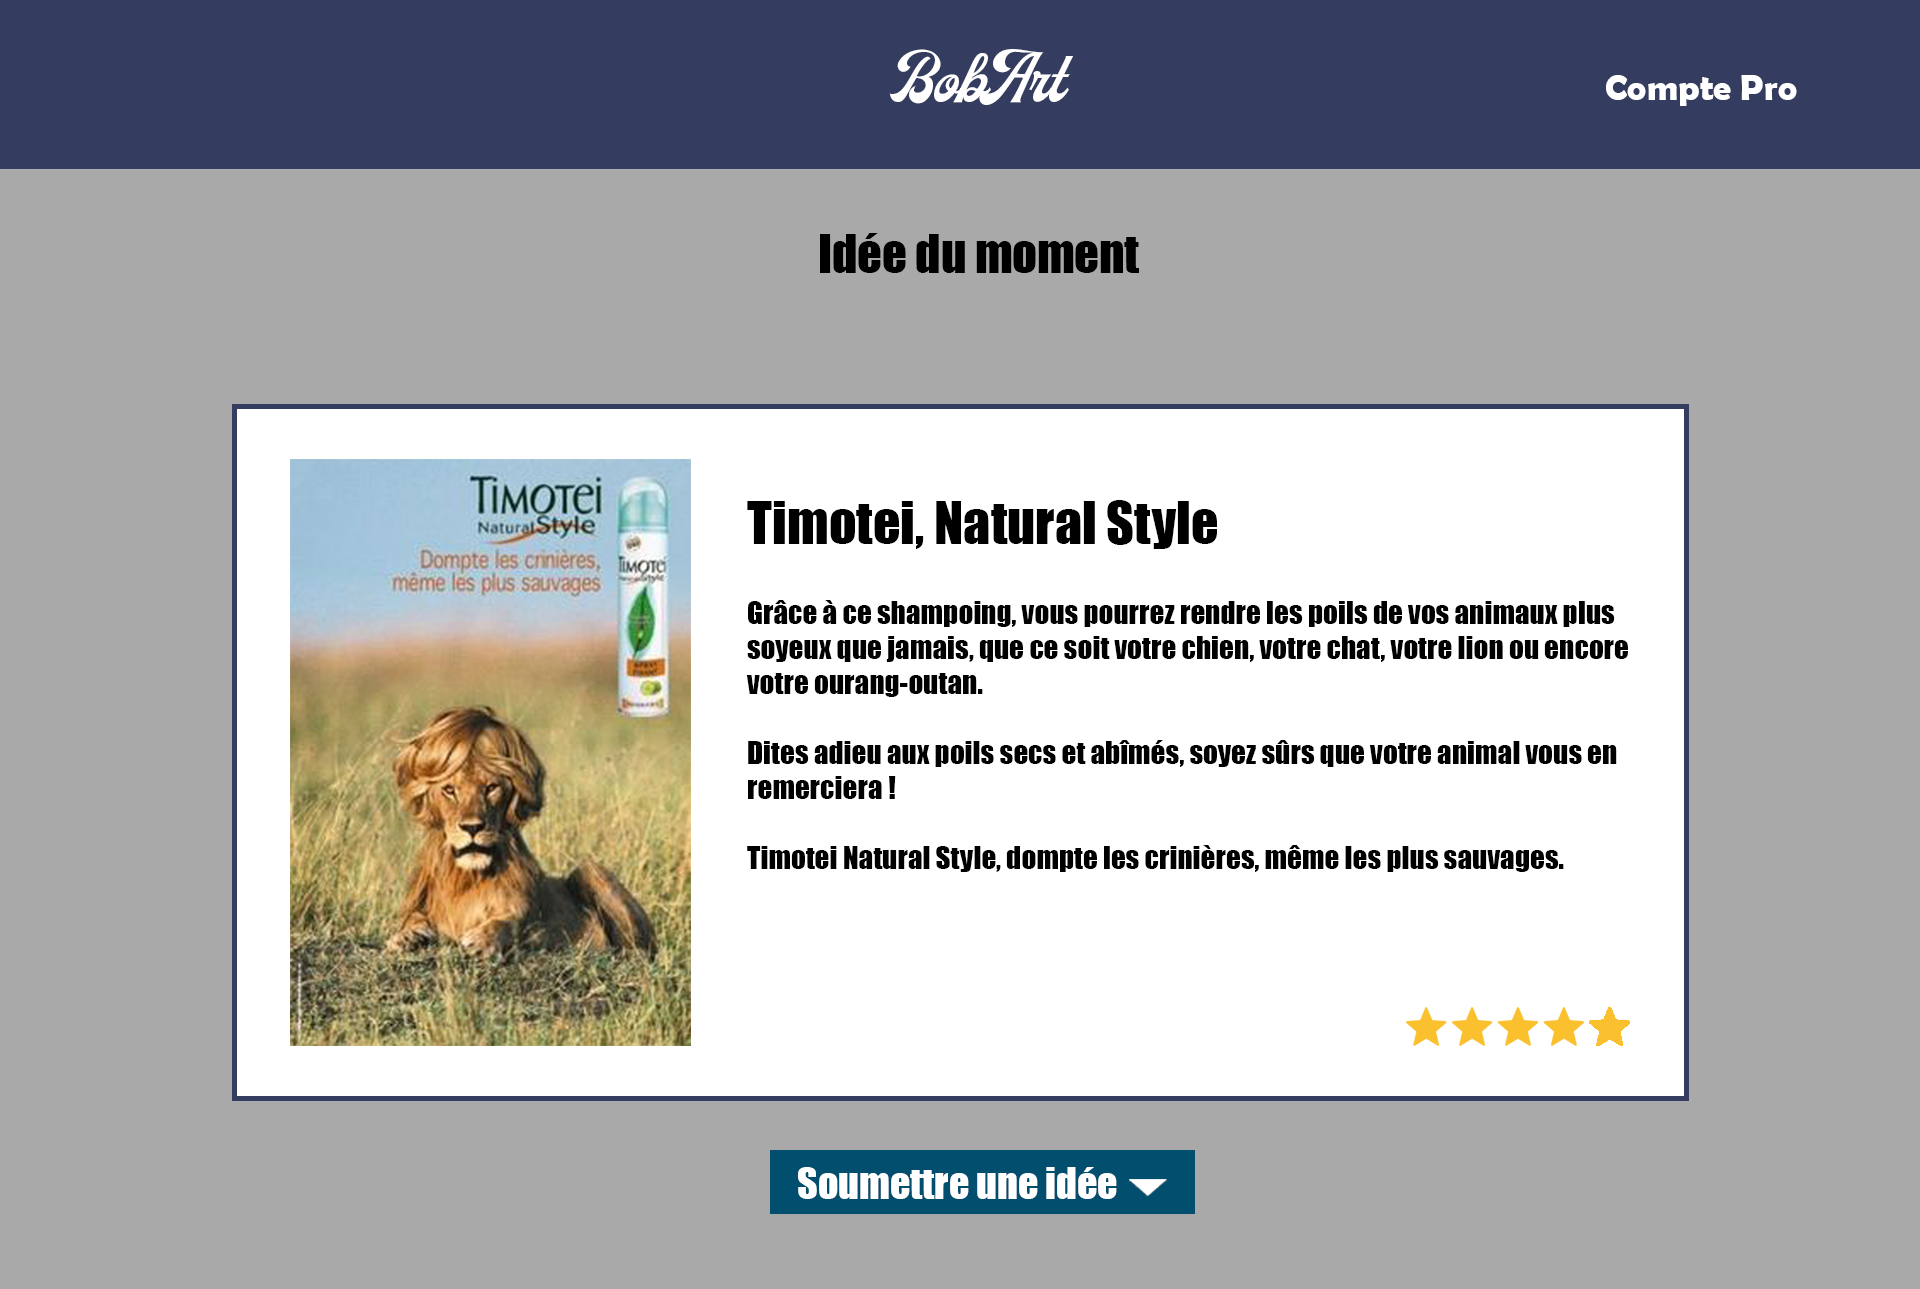 BobArt
Compte Pro
Idée du moment
TIMOTEI
Natural Style
Dompte les crinières,
même les plus sauvages
TIMOTEI
Timotei, Natural Style
Grâce à ce shampoing, vous pourrez rendre les poils de vos animaux plus
soyeux que jamais, que ce soit votre chien, votre chat, votre lion ou encore
votre ourang-outan.
Dites adieu aux poils secs et abîmés, soyez sûrs que votre animal vous en
remerciera !
Timotei Natural Style, dompte les crinières, même les plus sauvages.
Soumettre une idée